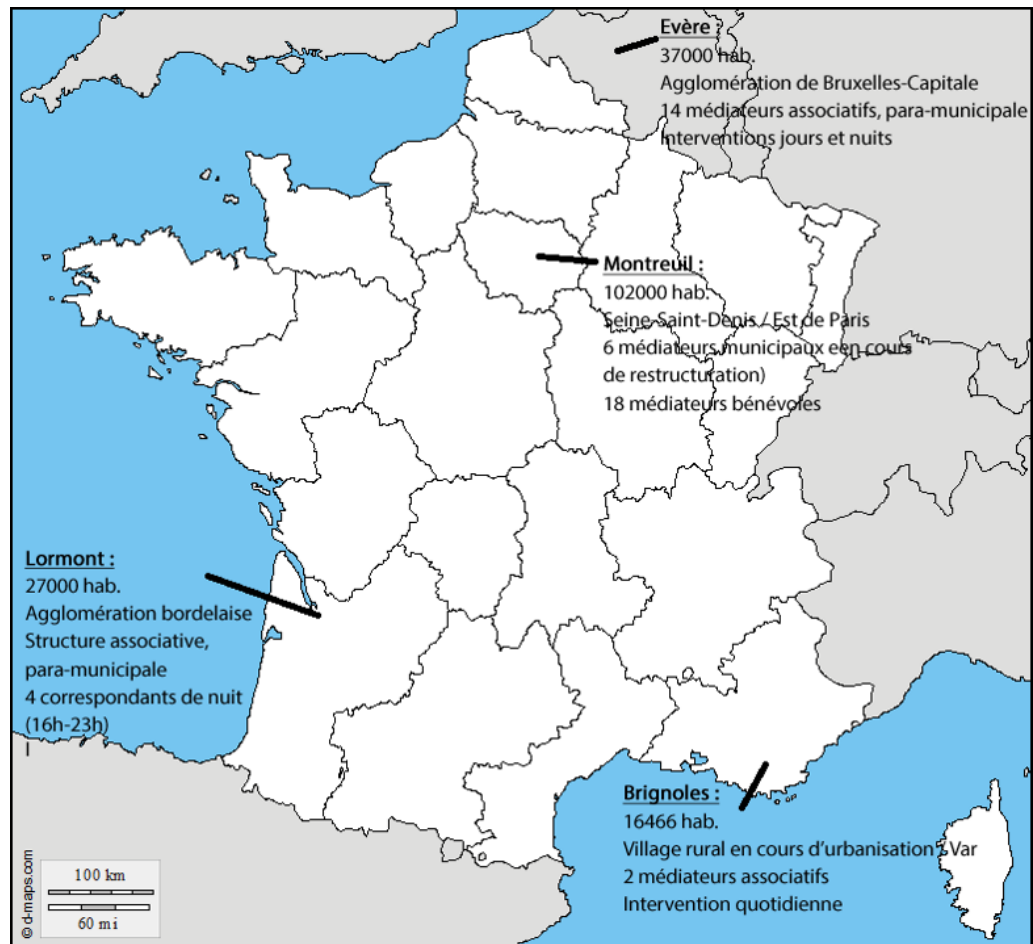 Evère :
37000 hab.
Agglomération de Bruxelles-Capitale
14 médiateurs associatifs, para-municipale
Interventions jours et nuits
Montreuil :
102000 hab.
Seine-Saint-Denis / Est de Paris
6 médiateurs municipaux een cours
de restructuration)
18 médiateurs bénévoles
Lormont :
27000 hab.
Agglomération bordelaise
Structure associative,
para-municipale
4 correspondants de nuit
(16h-23h)
l
Brignoles :
16466 hab.
Village rural en cours d'urbanisation / Var
2 médiateurs associatifs
Intervention quotidienne
100 km
60 mi
© d-maps.com